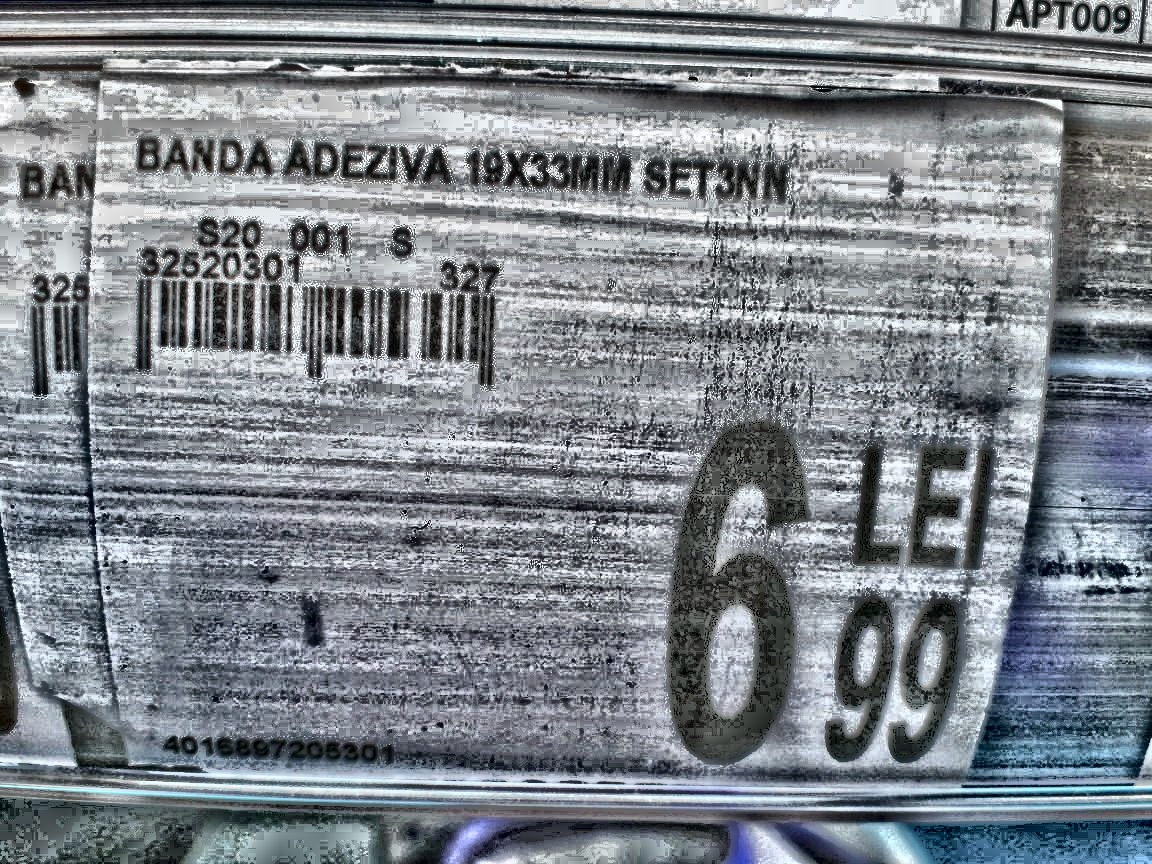 APT009
BANDA ADEZIVA 19X33MM SET3NN
BAN
S20 001 S
32520301 327
325
6 LEI
99
4016897205301